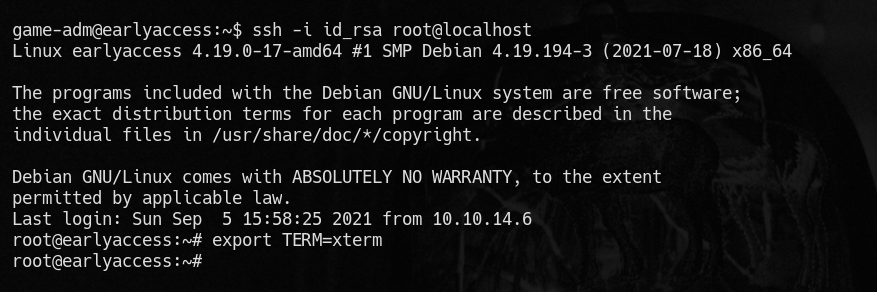 game-adm@earlyaccess:~$ ssh -i id_rsa root@localhost
Linux earlyaccess 4.19.0-17-amd64 #1 SMP Debian 4.19.194-3 (2021-07-18) x86_64
The programs included with the Debian GNU/Linux system are free software;
the exact distribution terms for each program are described in the
individual files in /usr/share/doc/*/copyright.
Debian GNU/Linux comes with ABSOLUTELY NO WARRANTY, to the extent
permitted by applicable law.
Last login: Sun Sep  5 15:58:25 2021 from 10.10.14.6
root@earlyaccess:~# export TERM=xterm
root@earlyaccess:~#